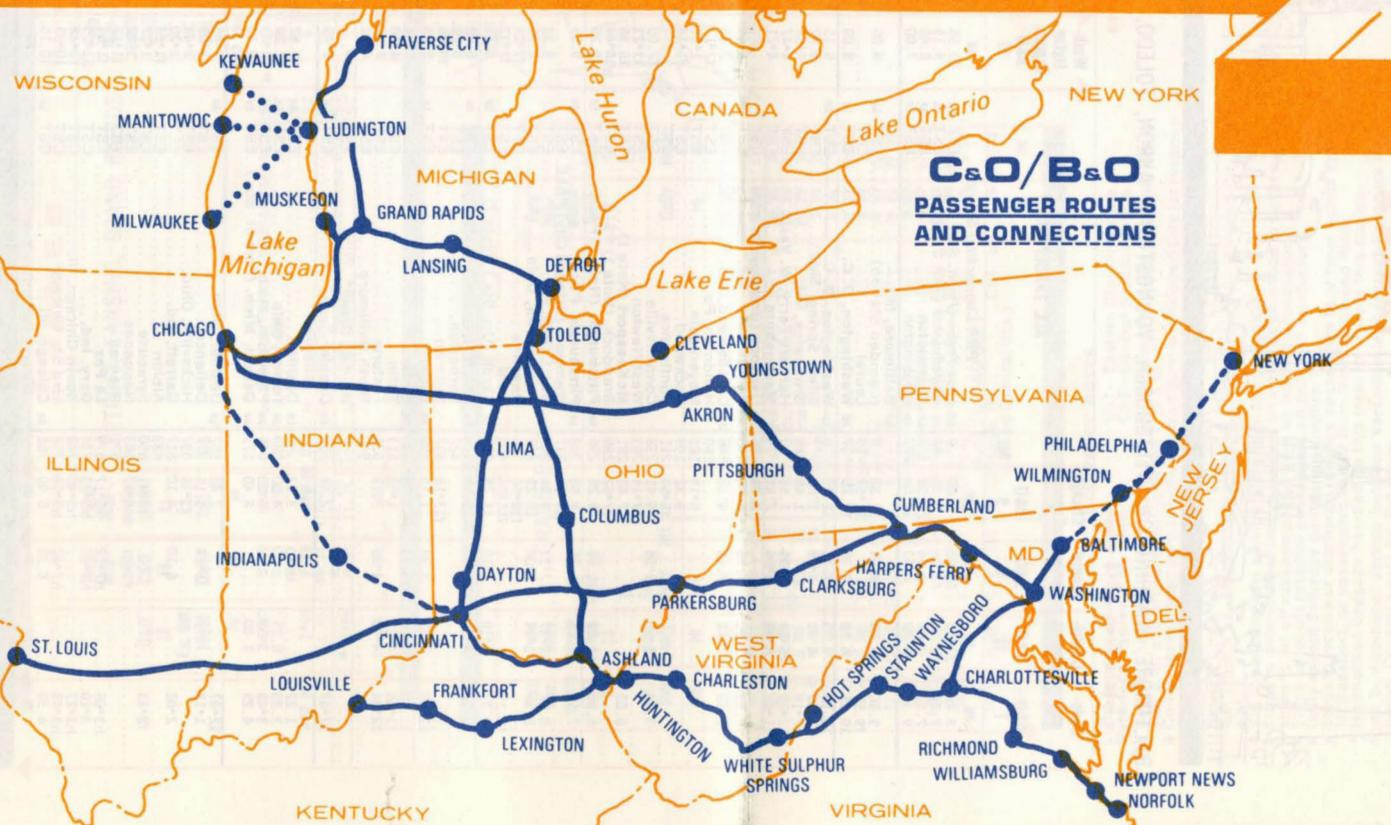 TRAVERSE CITY
KEWAUNEE
WISCONSIN
MANITOWOC
LUDINGTON
Lake Huron
CANADA
NEW YORK
Lake Ontario
MICHIGAN
C&O/B&O
PASSENGER ROUTES
AND CONNECTIONS
MUSKEGON
GRAND RAPIDS
MILWAUKEE
Lake
Michigan
LANSING
DETROIT
Lake Erie
CHICAGO
TOLEDO
CLEVELAND
YOUNGSTOWN
NEW YORK
AKRON
PENNSYLVANIA
INDIANA
LIMA
PHILADELPHIA
ILLINOIS
OHIO
PITTSBURGH
WILMINGTON
NEW
JERSEY
COLUMBUS
CUMBERLAND
INDIANAPOLIS
DAYTON
HARPERS FERRY
MD
BALTIMORE
PARKERSBURG
CLARKSBURG
WASHINGTON
DEL.
CINCINNATI
ST. LOUIS
ASHLAND
WEST
VIRGINIA
CHARLESTON
HOT SPRINGS
STAUNTON
WAYNESBORO
CHARLOTTESVILLE
LOUISVILLE
FRANKFORT
HUNTINGTON
LEXINGTON
WHITE SULPHUR
SPRINGS
RICHMOND
WILLIAMSBURG
NEWPORT NEWS
NORFOLK
KENTUCKY
VIRGINIA